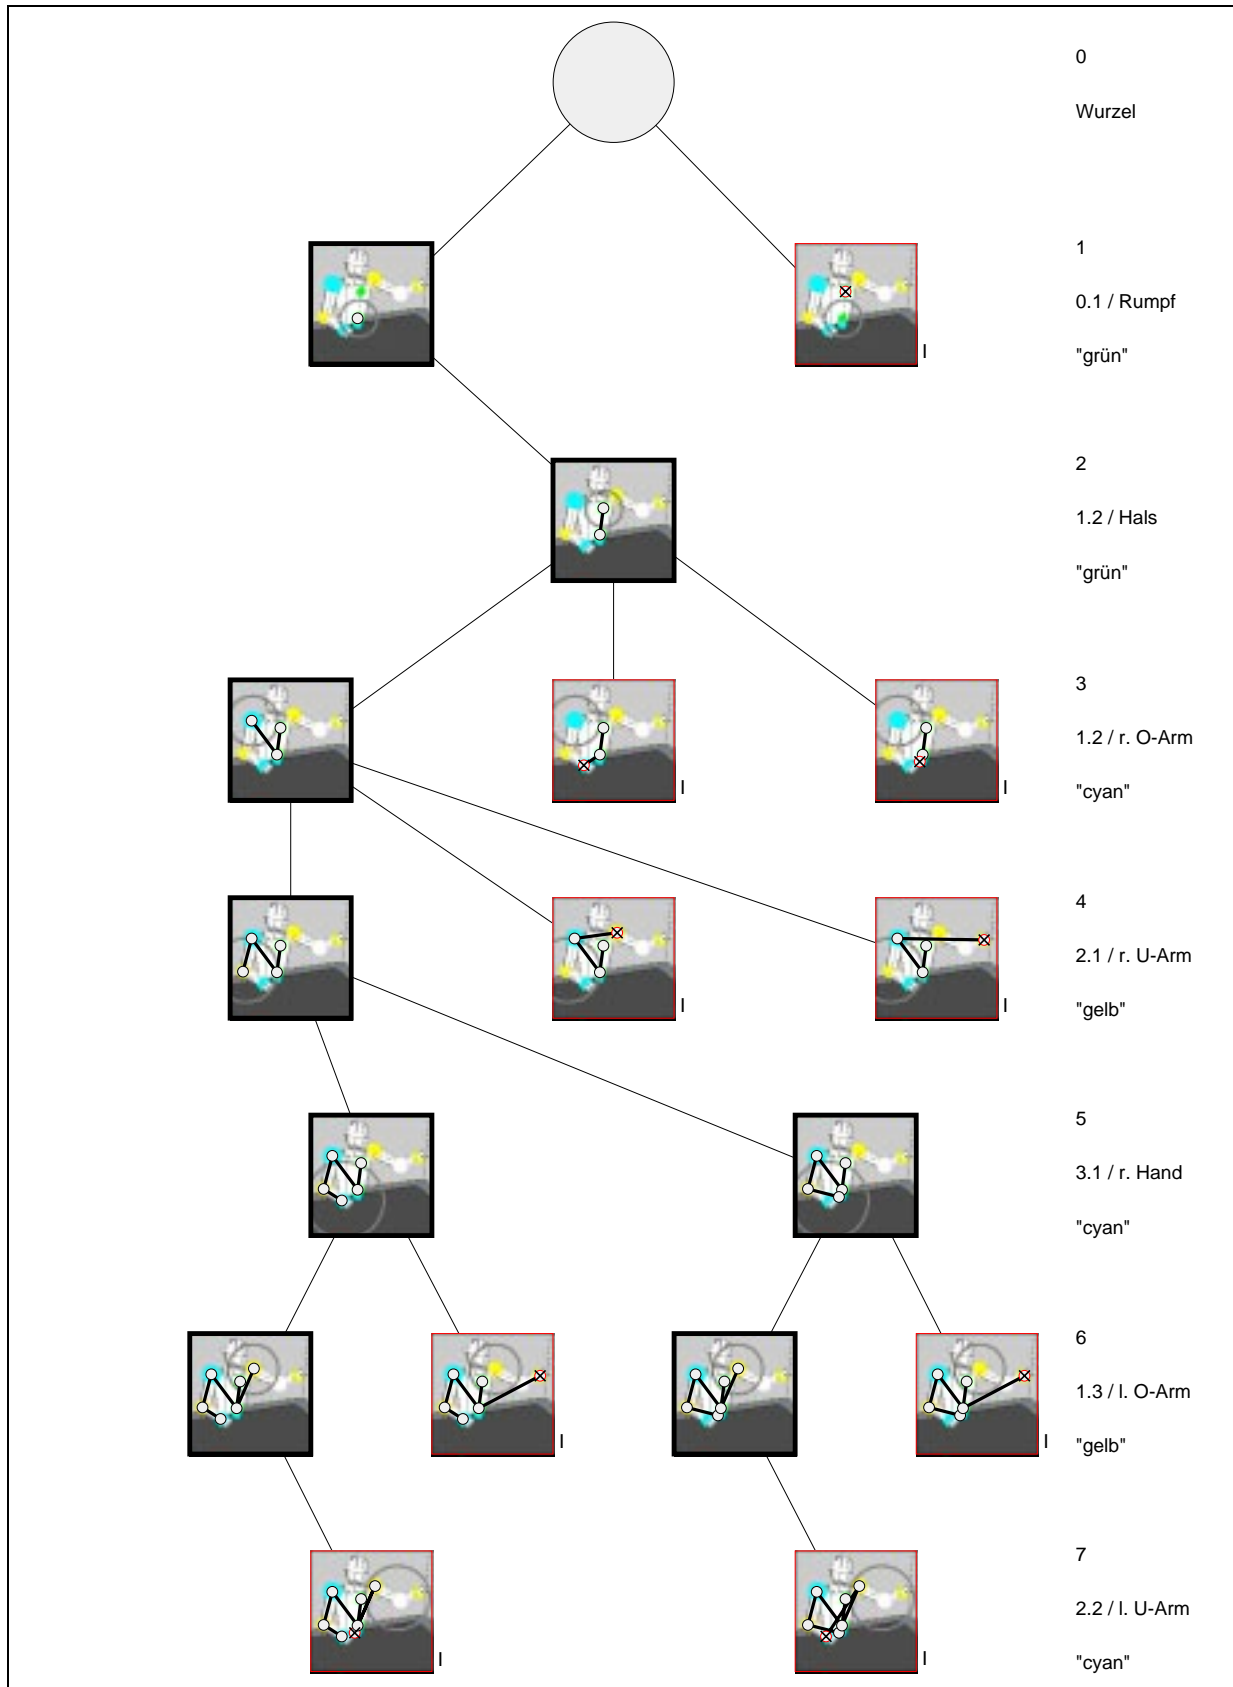 0
Wurzel
1
0.1 / Rumpf
"grün"
l
2
1.2 / Hals
"grün"
3
1.2 / r. O-Arm
"cyan"
l
l
4
2.1 / r. U-Arm
"gelb"
l
l
5
3.1 / r. Hand
"cyan"
6
1.3 / l. O-Arm
"gelb"
l
l
7
2.2 / l. U-Arm
"cyan"
l
l